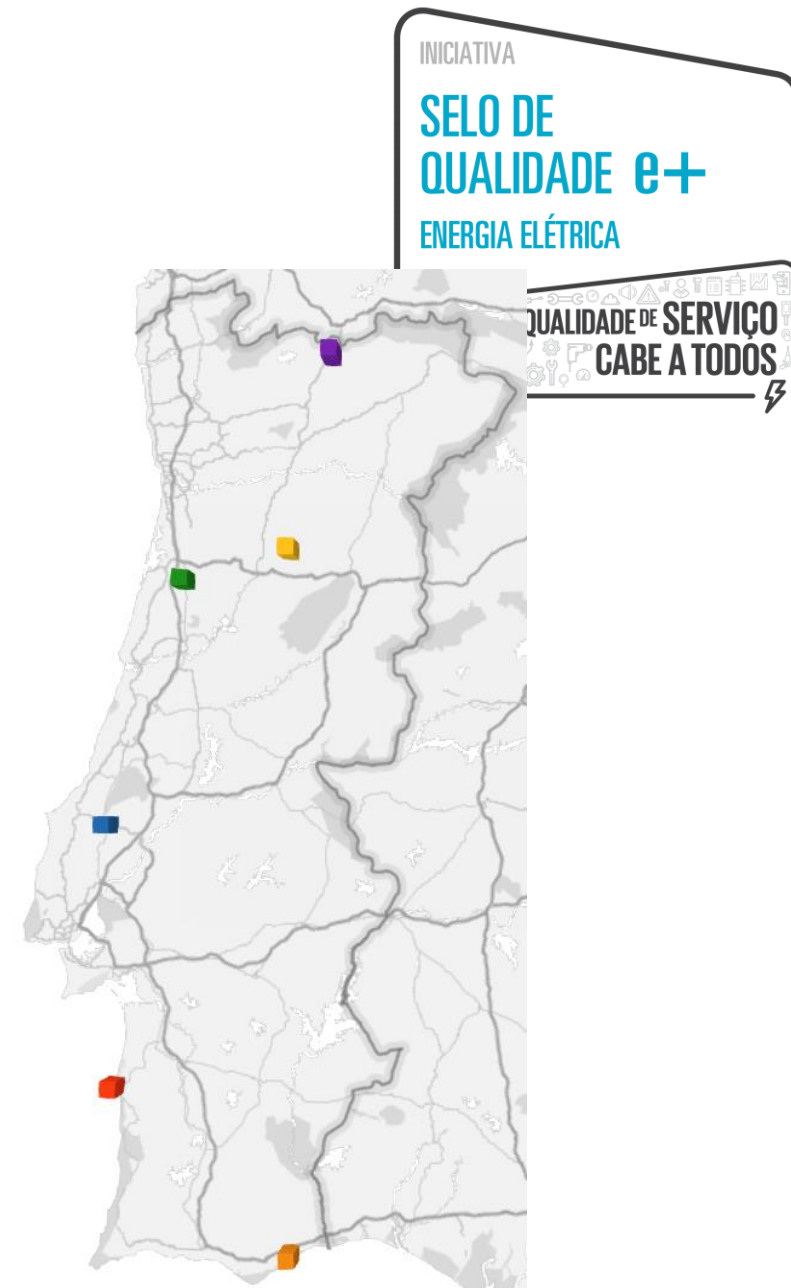 INICIATIVA
SELO DE
QUALIDADE e+
ENERGIA ELÉTRICA
QUALIDADE DE SERVIÇO
CABE A TODOS